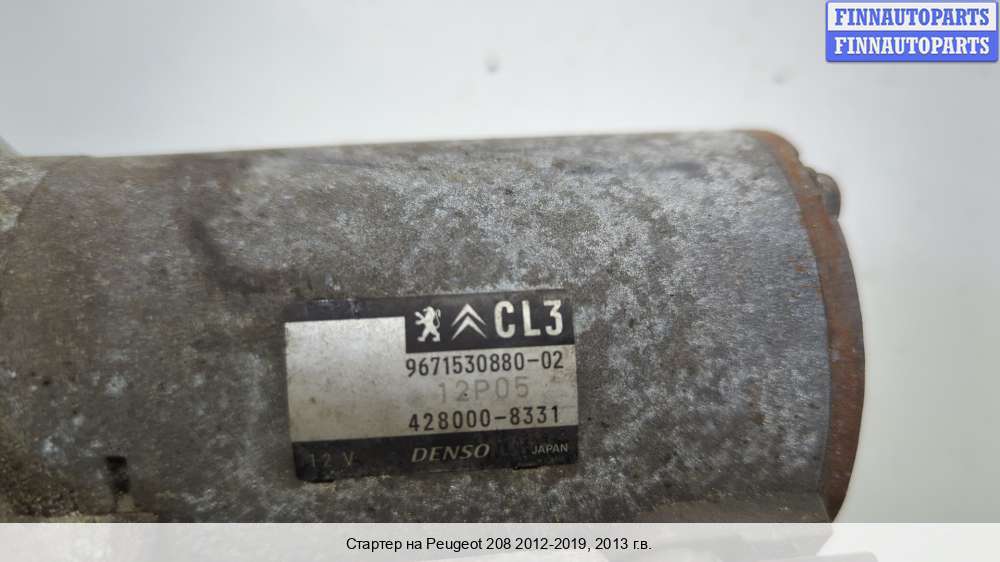 FINNAUTOPARTS
FINNAUTOPARTS
CL3
9671530880-02
12P05
428000-8331
12 V DENSO JAPAN
Стартер на Peugeot 208 2012-2019, 2013 г.в.